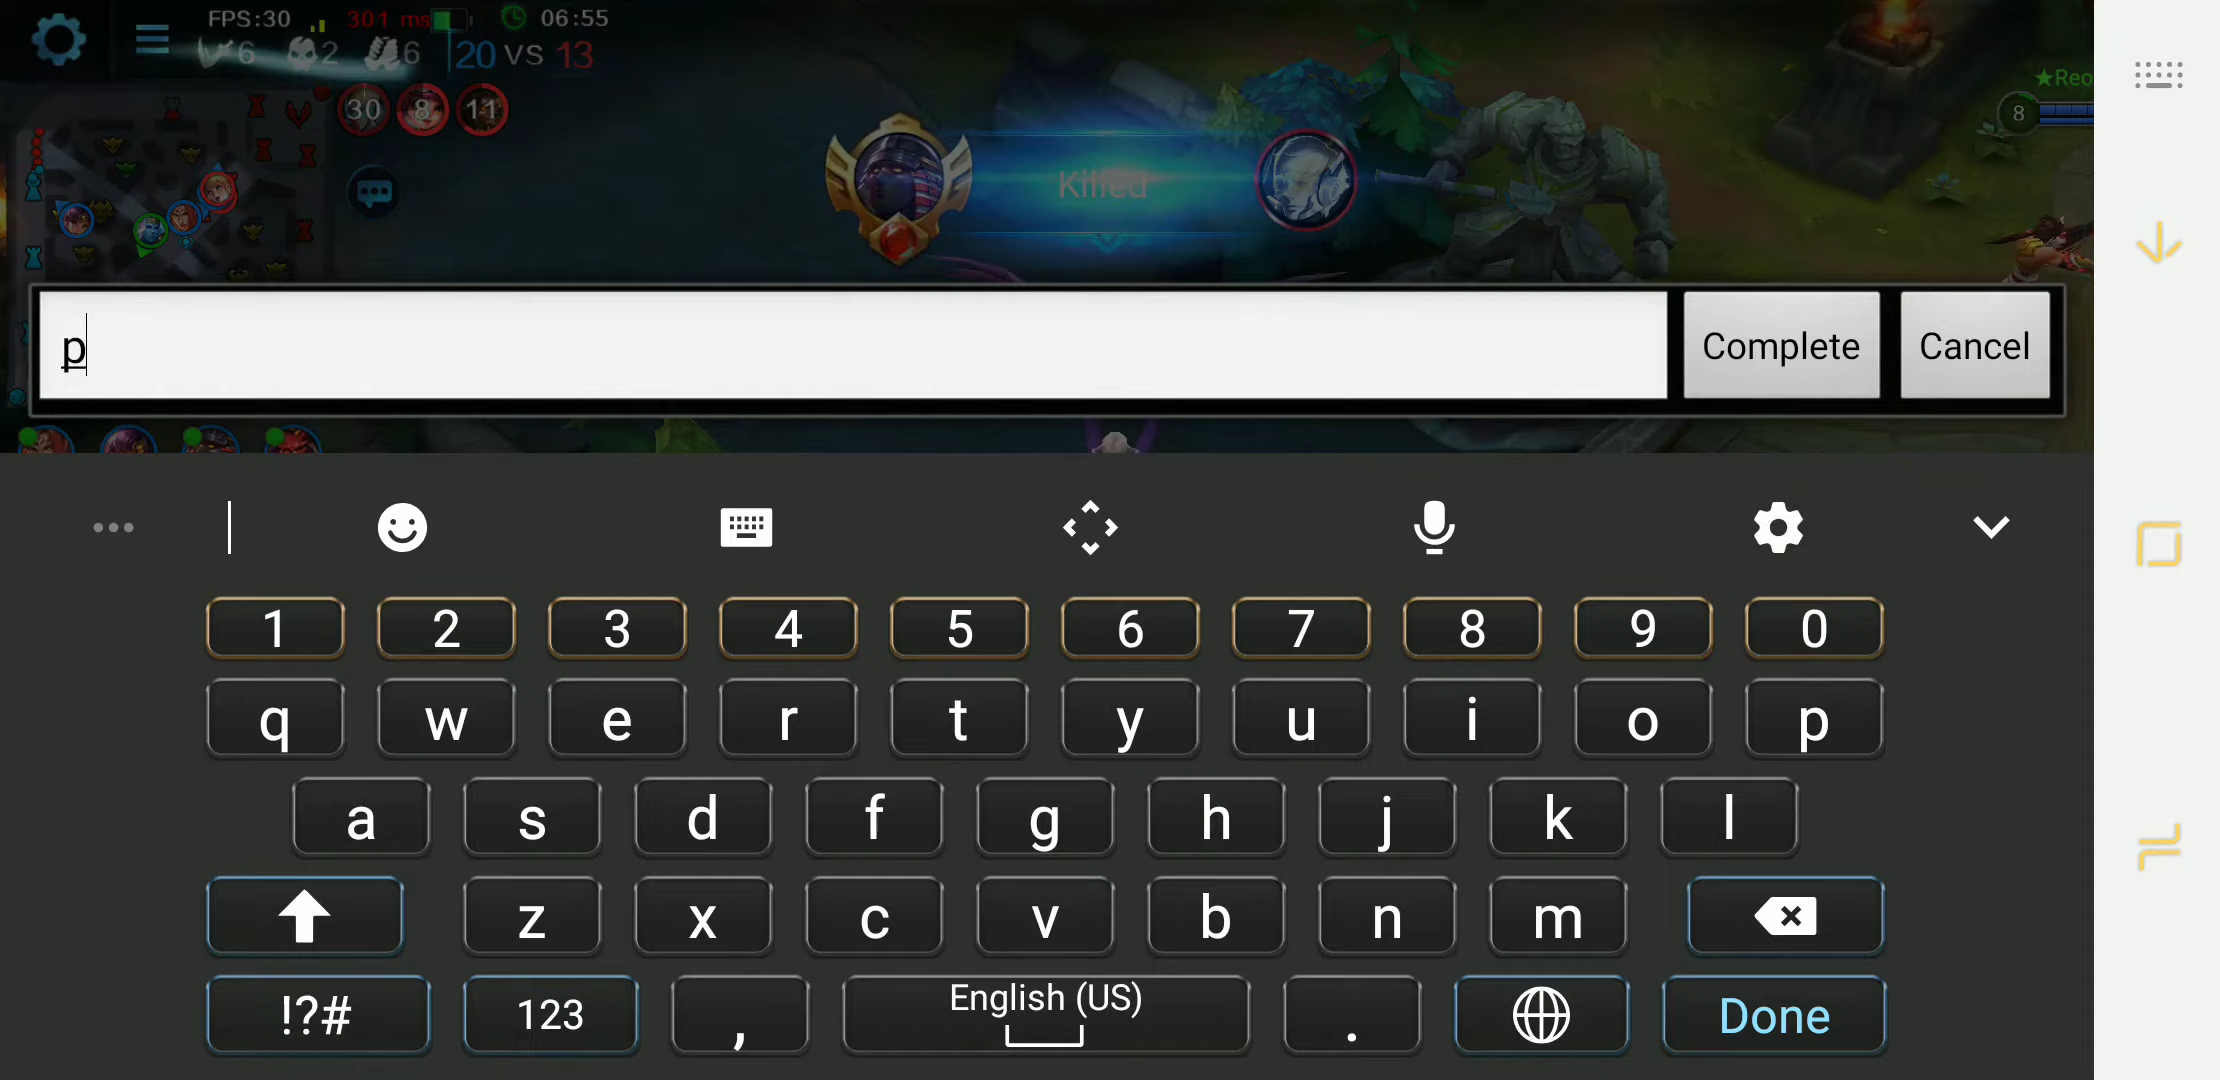 FPS:30 301 ms 06:55
6 2 6 20 VS 13
30 8 11
★Reo
8
Killed
p
Complete
Cancel
1 2 3 4 5 6 7 8 9 0
q w e r t y u i o p
a s d f g h j k l
z x c v b n m
!?# 123 , English (US) . Done